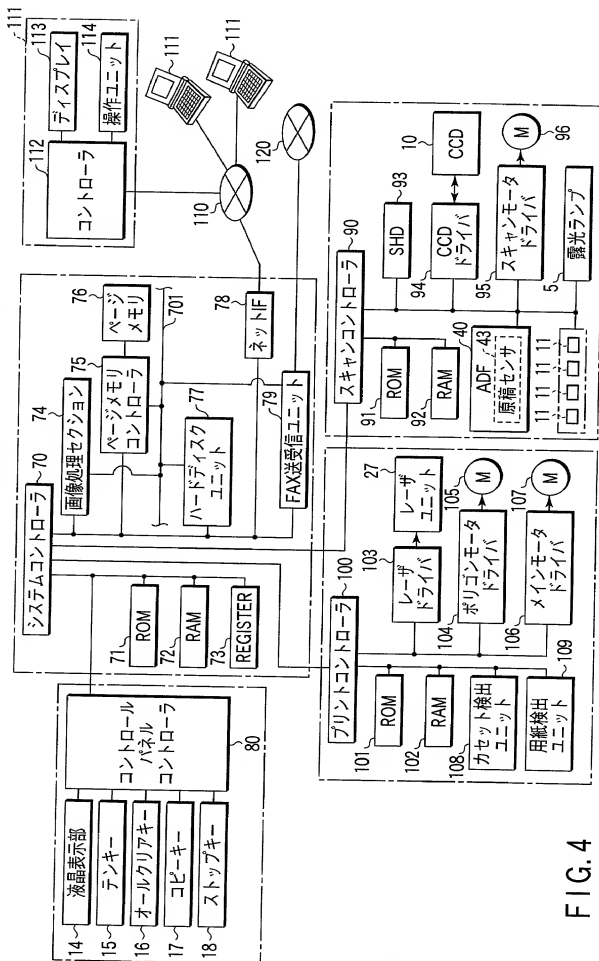 111
113
ディスプレイ
114
操作ユニット
112
コントローラ
111
111
110
120
70
システムコントローラ
74
画像処理セクション
75
ページメモリ
コントローラ
76
ページ
メモリ
701
77
ハードディスク
ユニット
78
ネットIF
79
FAX送受信ユニット
71
ROM
72
RAM
73
REGISTER
80
コントロール
パネル
コントローラ
14
液晶表示部
15
テンキー
16
オールクリアキー
17
コピーキー
18
ストップキー
90
スキャンコントローラ
91
ROM
92
RAM
93
SHD
94
CCD
ドライバ
10
CCD
95
スキャンモータ
ドライバ
M
96
40
ADF
43
原稿センサ
11
11
11
11
5
露光ランプ
100
プリントコントローラ
101
ROM
102
RAM
108
カセット検出
ユニット
109
用紙検出
ユニット
103
レーザ
ドライバ
27
レーザ
ユニット
104
ポリゴンモータ
ドライバ
105
M
106
メインモータ
ドライバ
107
M
FIG. 4